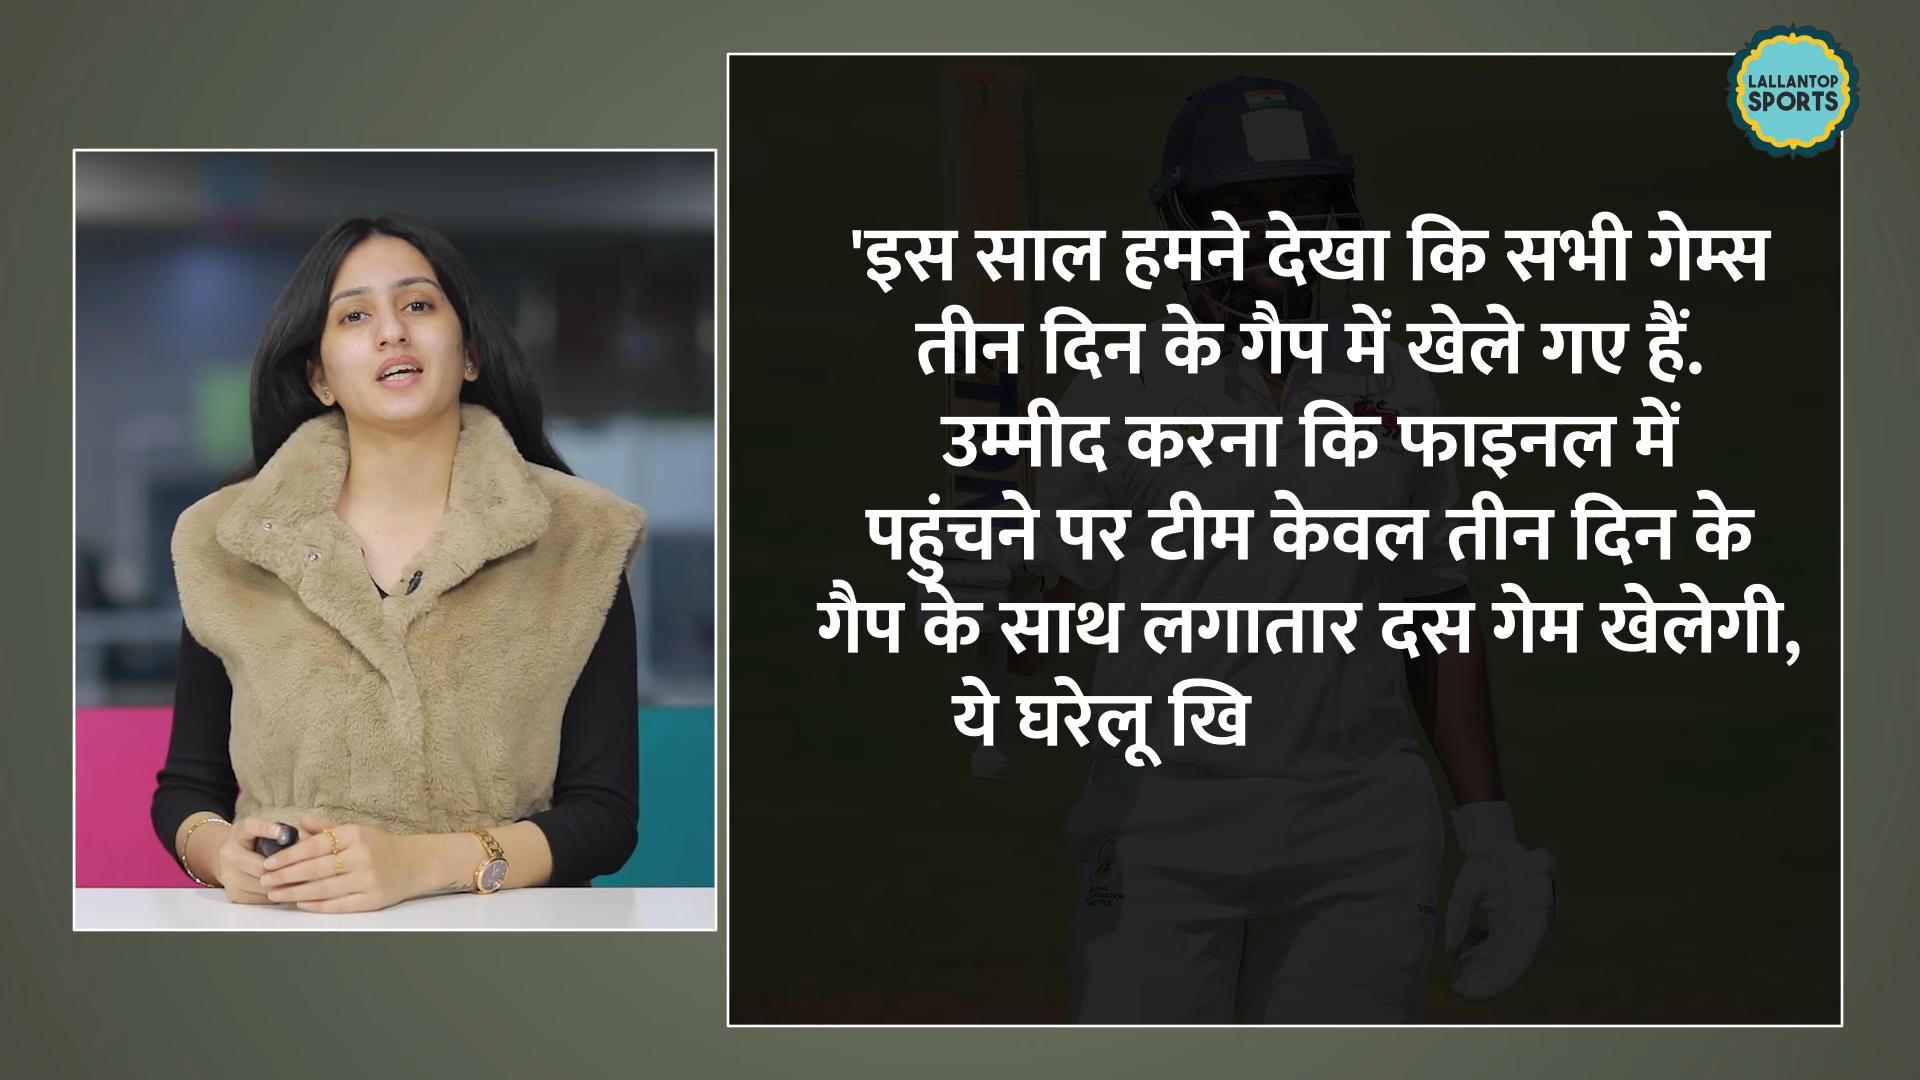 LALLANTOP
SPORTS
'इस साल हमने देखा कि सभी गेम्स
तीन दिन के गैप में खेले गए हैं.
उम्मीद करना कि फाइनल में
पहुंचने पर टीम केवल तीन दिन के
गैप के साथ लगातार दस गेम खेलेगी,
ये घरेलू खि